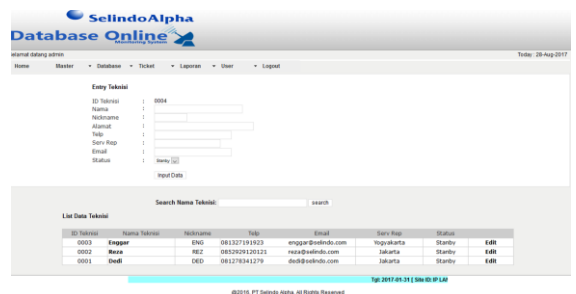 SelindoAlpha
Database Online
Monitoring System
elamat datang admin Today: 28-Aug-2017
Home Master Database Ticket Laporan User Logout
Entry Teknisi
ID Teknisi : 0004
Nama :
Nickname :
Alamat :
Telp :
Serv Rep :
Email :
Status : Stanby
Input Data
Search Nama Teknisi: search
List Data Teknisi
ID Teknisi Nama Teknisi Nickname Telp Email Serv Rep Status
0003 Enggar ENG 081327191923 enggar@selindo.com Yogyakarta Stanby Edit
0002 Reza REZ 0852929120121 reza@selindo.com Jakarta Stanby Edit
0001 Dedi DED 081278341279 dedi@selindo.com Jakarta Stanby Edit
Tgl: 2017-01-31 [ Site ID: IP LAN
@2016. PT Selindo Alpha. All Rights Reserved